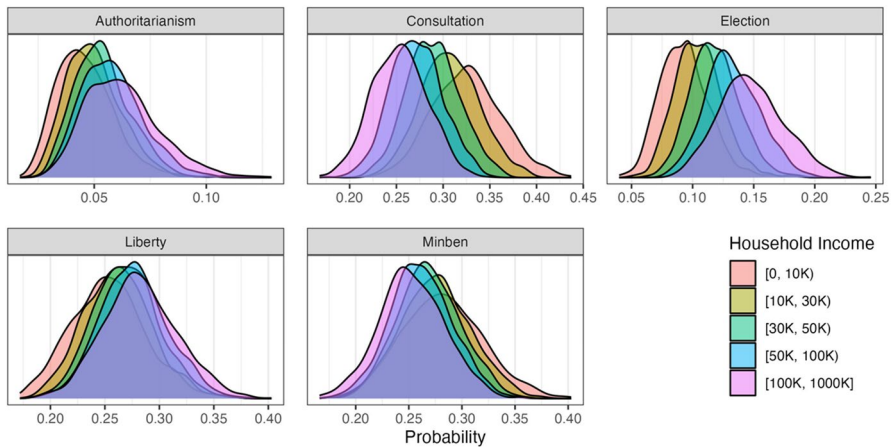 Authoritarianism
Consultation
Election
0.05 0.10
0.20 0.25 0.30 0.35 0.40 0.45
0.05 0.10 0.15 0.20 0.25
Liberty
Minben
0.20 0.25 0.30 0.35 0.40
0.20 0.25 0.30 0.35 0.40
Probability
Household Income
[0, 10K)
[10K, 30K)
[30K, 50K)
[50K, 100K)
[100K, 1000K]